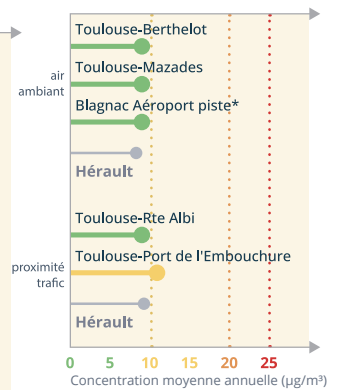 Toulouse-Berthelot
Toulouse-Mazades
air
ambiant
Blagnac Aéroport piste*
Hérault
Toulouse-Rte Albi
Toulouse-Port de l'Embouchure
proximité
trafic
Hérault
0 5 10 15 20 25
Concentration moyenne annuelle (µg/m³)